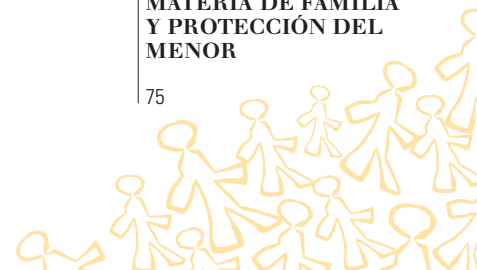 MATERIA DE FAMILIA
Y PROTECCIÓN DEL
MENOR
75